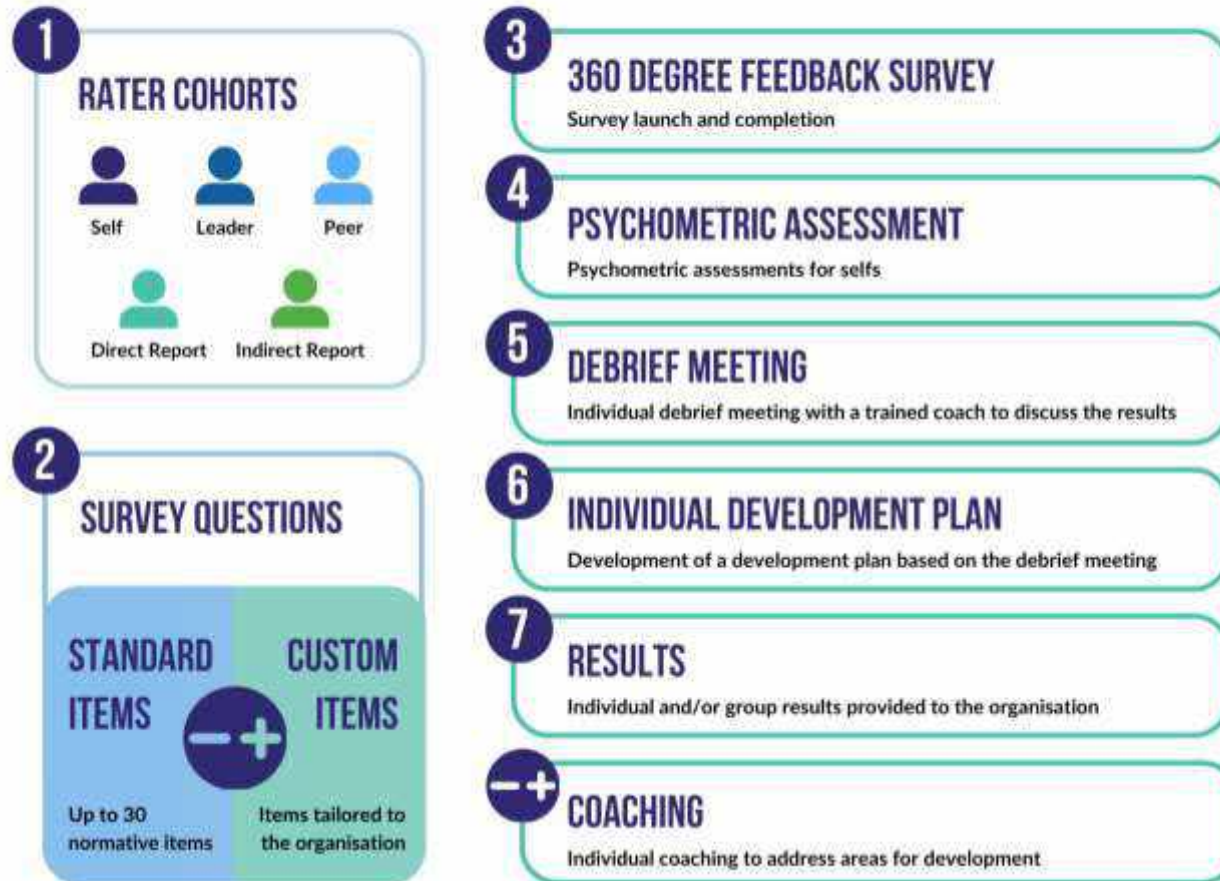 1
RATER COHORTS
Self
Leader
Peer
Direct Report
Indirect Report
2
SURVEY QUESTIONS
STANDARD
ITEMS
CUSTOM
ITEMS
−+
Up to 30
normative items
Items tailored to
the organisation
3
360 DEGREE FEEDBACK SURVEY
Survey launch and completion
4
PSYCHOMETRIC ASSESSMENT
Psychometric assessments for selfs
5
DEBRIEF MEETING
Individual debrief meeting with a trained coach to discuss the results
6
INDIVIDUAL DEVELOPMENT PLAN
Development of a development plan based on the debrief meeting
7
RESULTS
Individual and/or group results provided to the organisation
−+
COACHING
Individual coaching to address areas for development